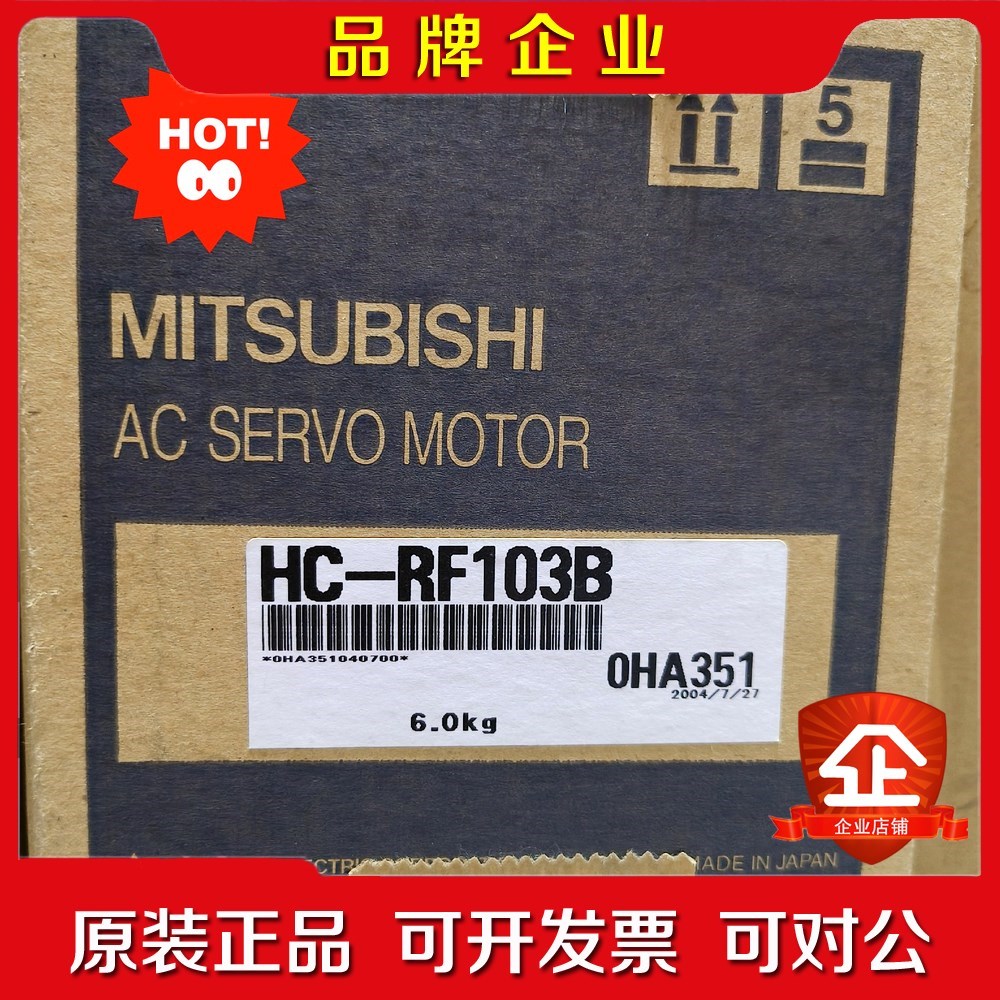 品牌企业
HOT!
5
MITSUBISHI
AC SERVO MOTOR
HC-RF103B
*0HA351040700*
0HA351
2004/7/27
6.0kg
企
企业店铺
MADE IN JAPAN
原装正品 可开发票 可对公